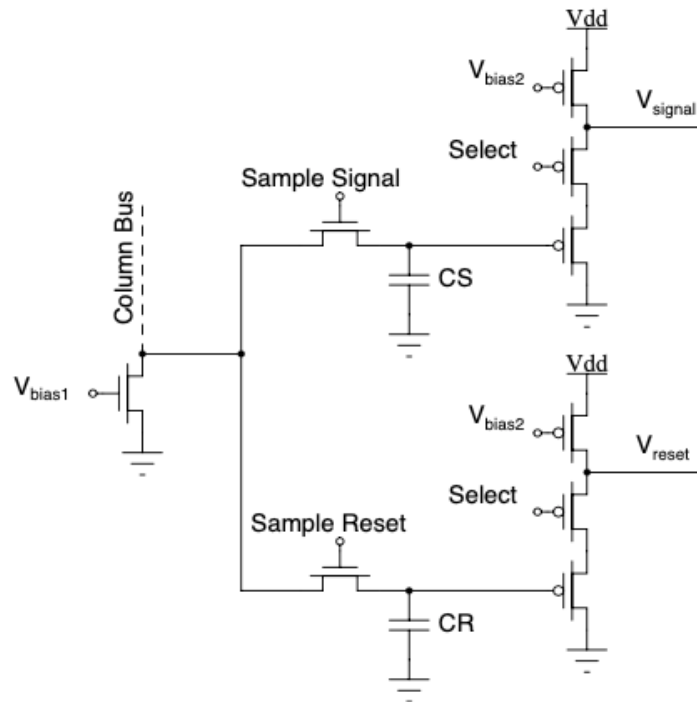 Vdd
Vbias2
Vsignal
Select
Sample Signal
Column Bus
CS
Vbias1
Vdd
Vbias2
Vreset
Select
Sample Reset
CR